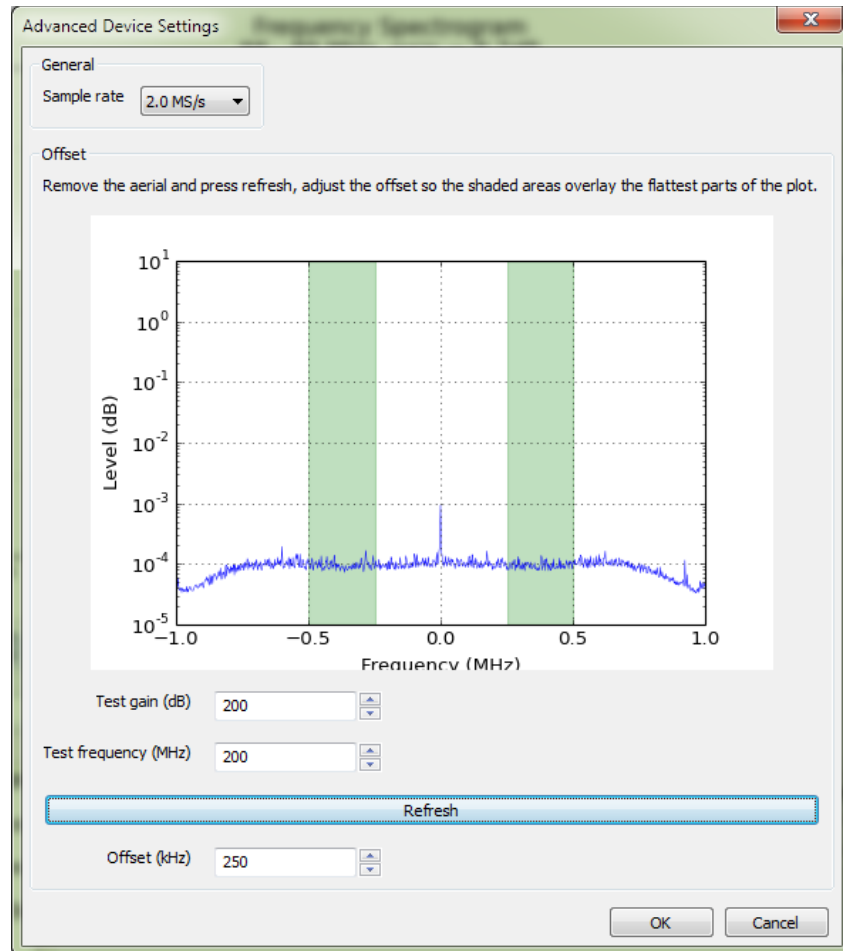 Advanced Device Settings
Frequency Spectrogram
General
Sample rate 2.0 MS/s
Offset
Remove the aerial and press refresh, adjust the offset so the shaded areas overlay the flattest parts of the plot.
10^1
10^0
10^-1
10^-2
10^-3
10^-4
10^-5
Level (dB)
−1.0 −0.5 0.0 0.5 1.0
Frequency (MHz)
Test gain (dB) 200
Test frequency (MHz) 200
Refresh
Offset (kHz) 250
OK Cancel